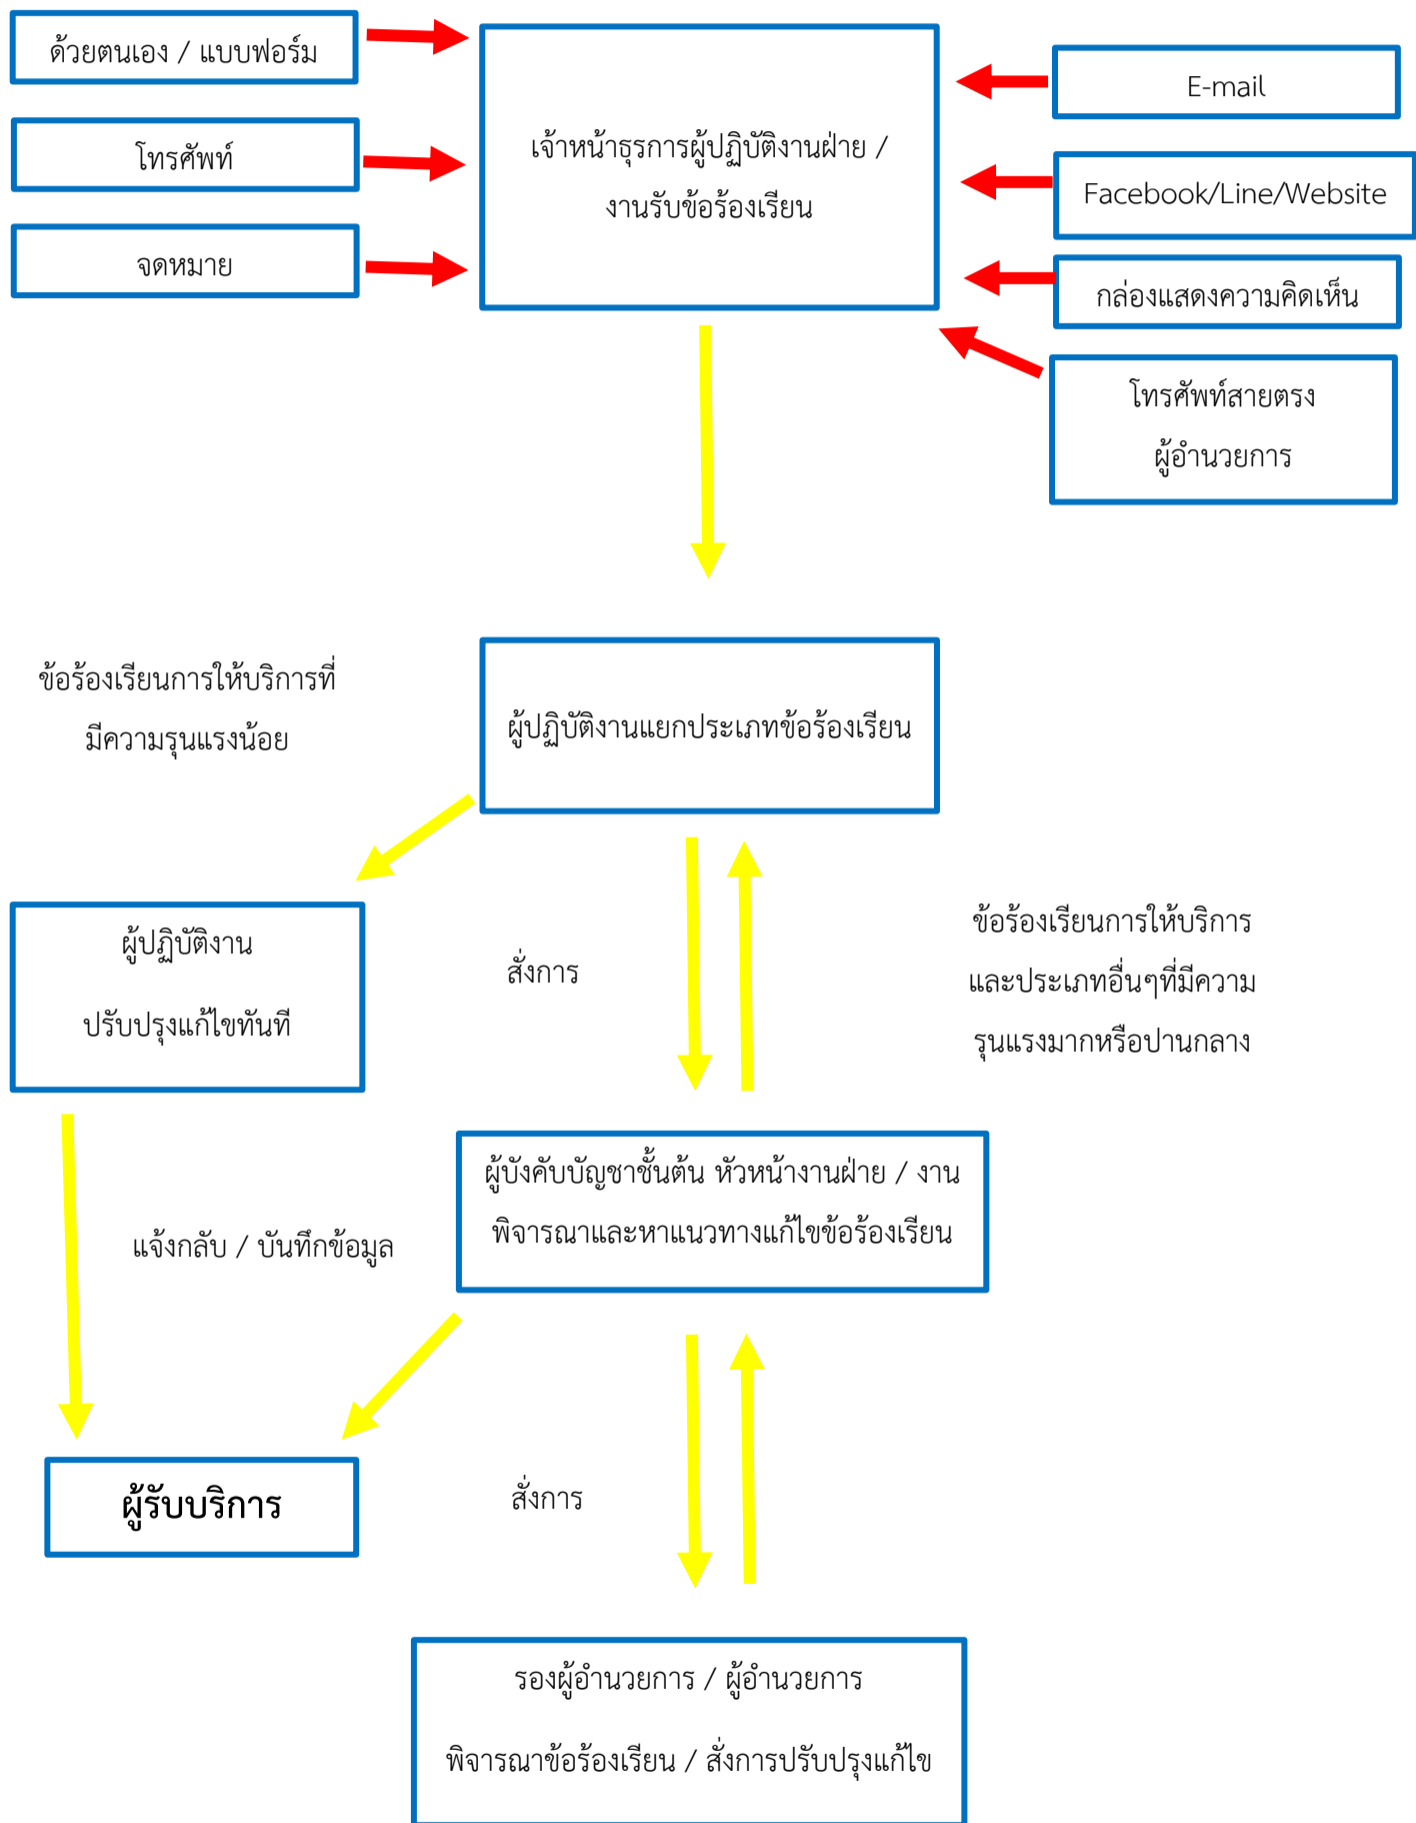 ด้วยตนเอง / แบบฟอร์ม
โทรศัพท์
จดหมาย
เจ้าหน้าธุรการผู้ปฏิบัติงานฝ่าย /
งานรับข้อร้องเรียน
E-mail
Facebook/Line/Website
กล่องแสดงความคิดเห็น
โทรศัพท์สายตรง
ผู้อำนวยการ
ข้อร้องเรียนการให้บริการที่
มีความรุนแรงน้อย
ผู้ปฏิบัติงานแยกประเภทข้อร้องเรียน
ผู้ปฏิบัติงาน
ปรับปรุงแก้ไขทันที
สั่งการ
ข้อร้องเรียนการให้บริการ
และประเภทอื่นๆที่มีความ
รุนแรงมากหรือปานกลาง
ผู้บังคับบัญชาชั้นต้น หัวหน้างานฝ่าย / งาน
พิจารณาและหาแนวทางแก้ไขข้อร้องเรียน
แจ้งกลับ / บันทึกข้อมูล
ผู้รับบริการ
สั่งการ
รองผู้อำนวยการ / ผู้อำนวยการ
พิจารณาข้อร้องเรียน / สั่งการปรับปรุงแก้ไข